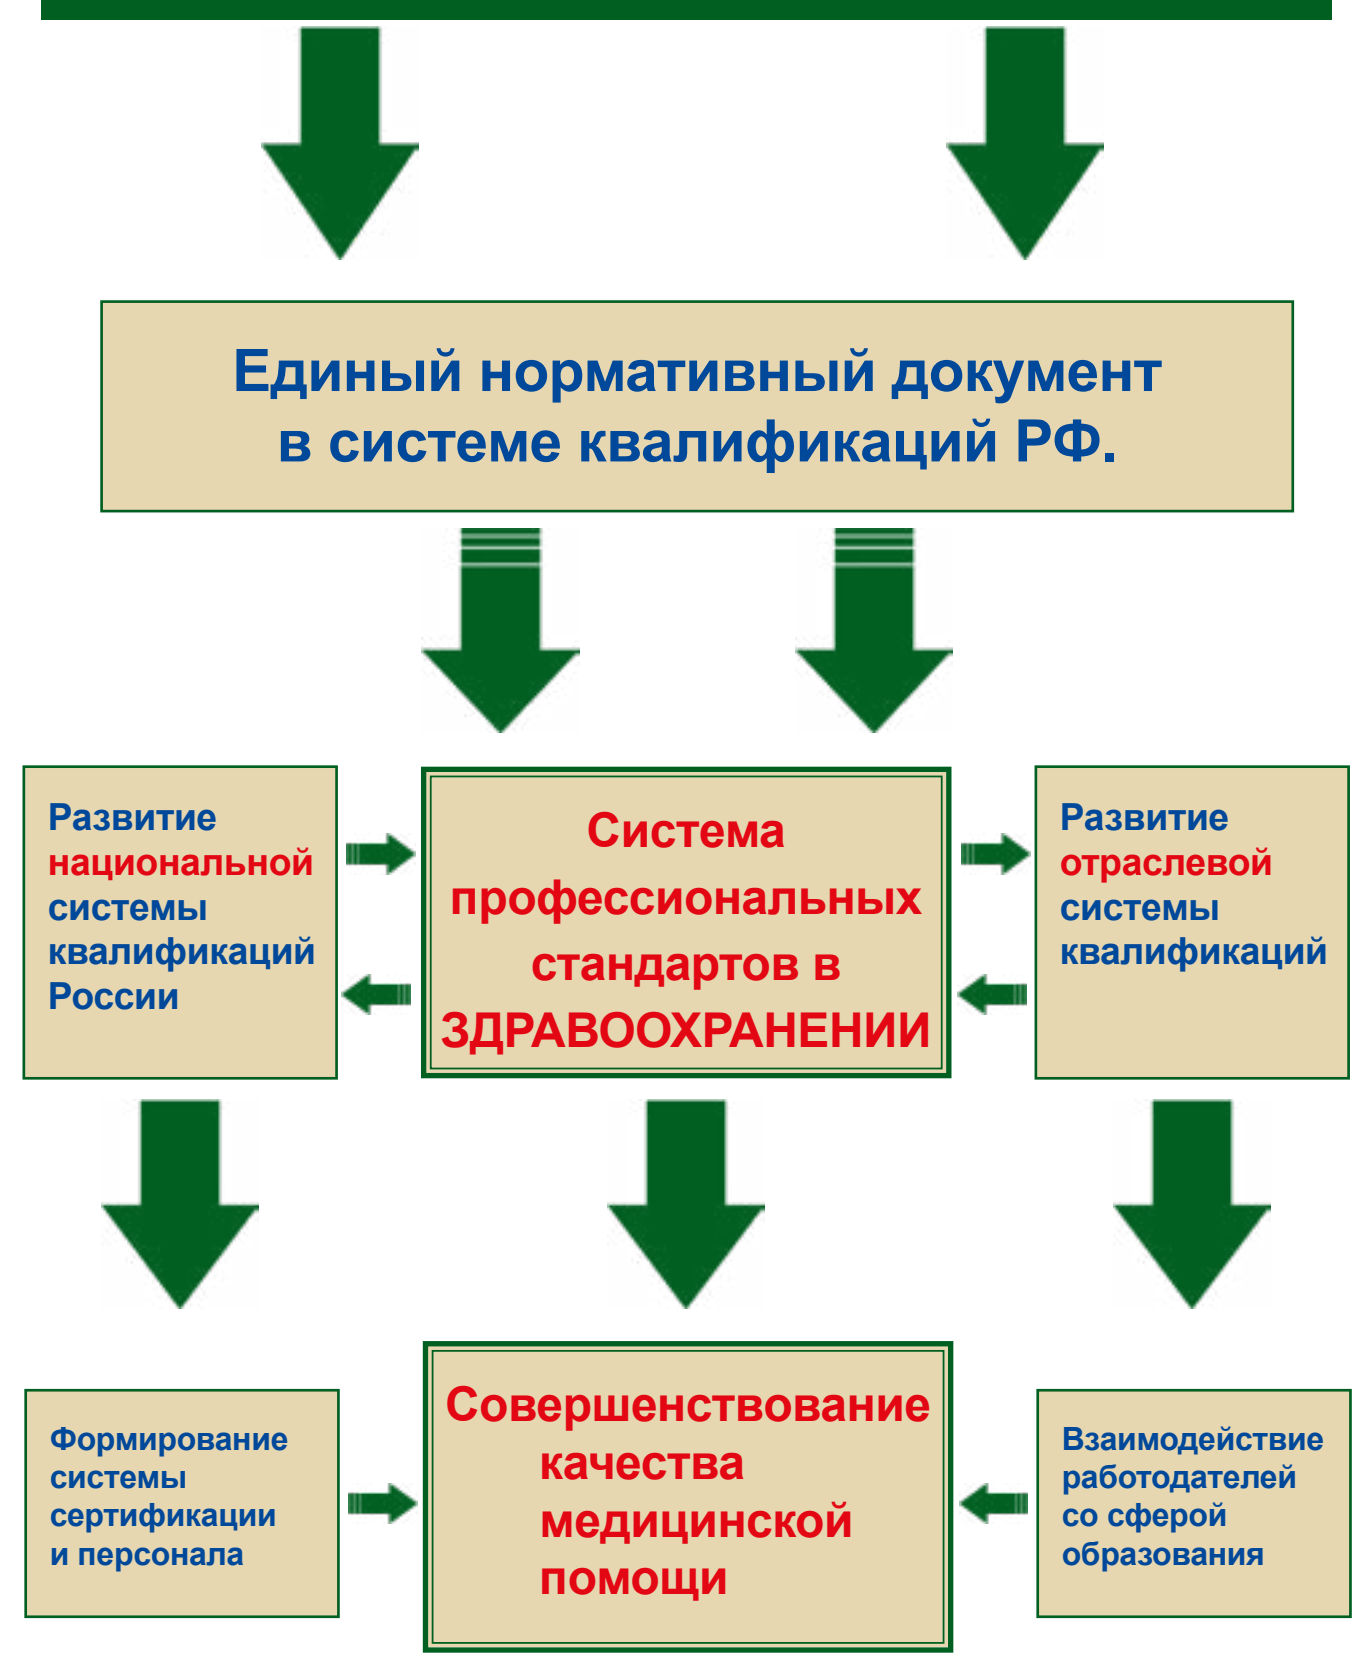 Единый нормативный документ
в системе квалификаций РФ.
Развитие
национальной
системы
квалификаций
России
Система
профессиональных
стандартов в
ЗДРАВООХРАНЕНИИ
Развитие
отраслевой
системы
квалификаций
Формирование
системы
сертификации
и персонала
Совершенствование
качества
медицинской
помощи
Взаимодействие
работодателей
со сферой
образования